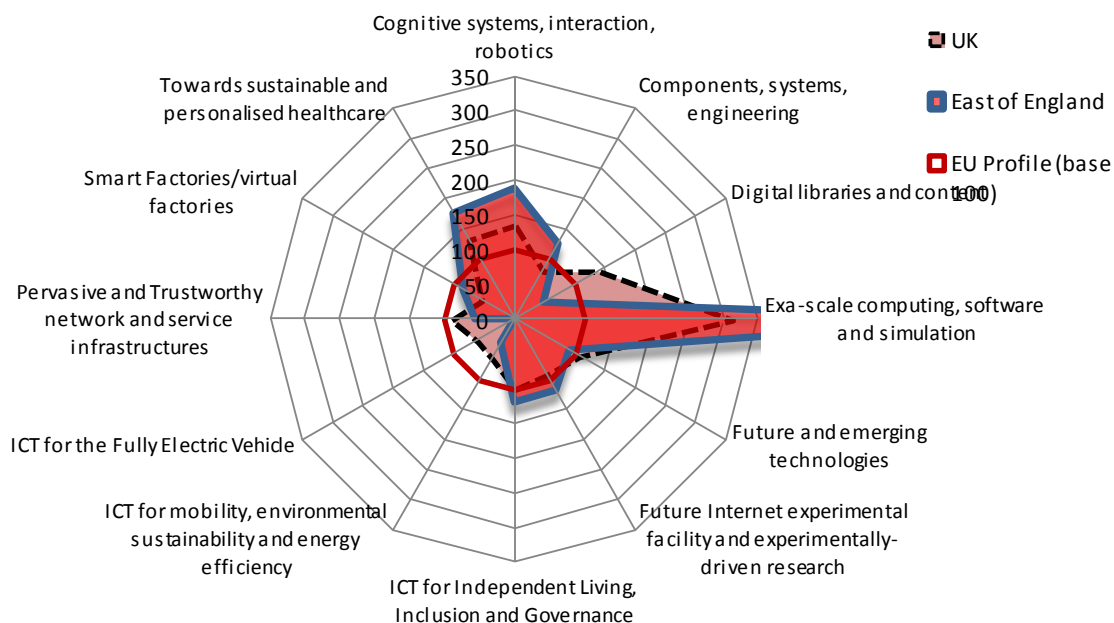 Cognitive systems, interaction,
robotics
Components, systems,
engineering
Digital libraries and content
Exa-scale computing, software
and simulation
Future and emerging
technologies
Future Internet experimental
facility and experimentally-
driven research
ICT for Independent Living,
Inclusion and Governance
ICT for mobility, environmental
sustainability and energy
efficiency
ICT for the Fully Electric Vehicle
Pervasive and Trustworthy
network and service
infrastructures
Smart Factories/virtual
factories
Towards sustainable and
personalised healthcare
350
300
250
200
150
100
50
0
UK
East of England
EU Profile (base
100)